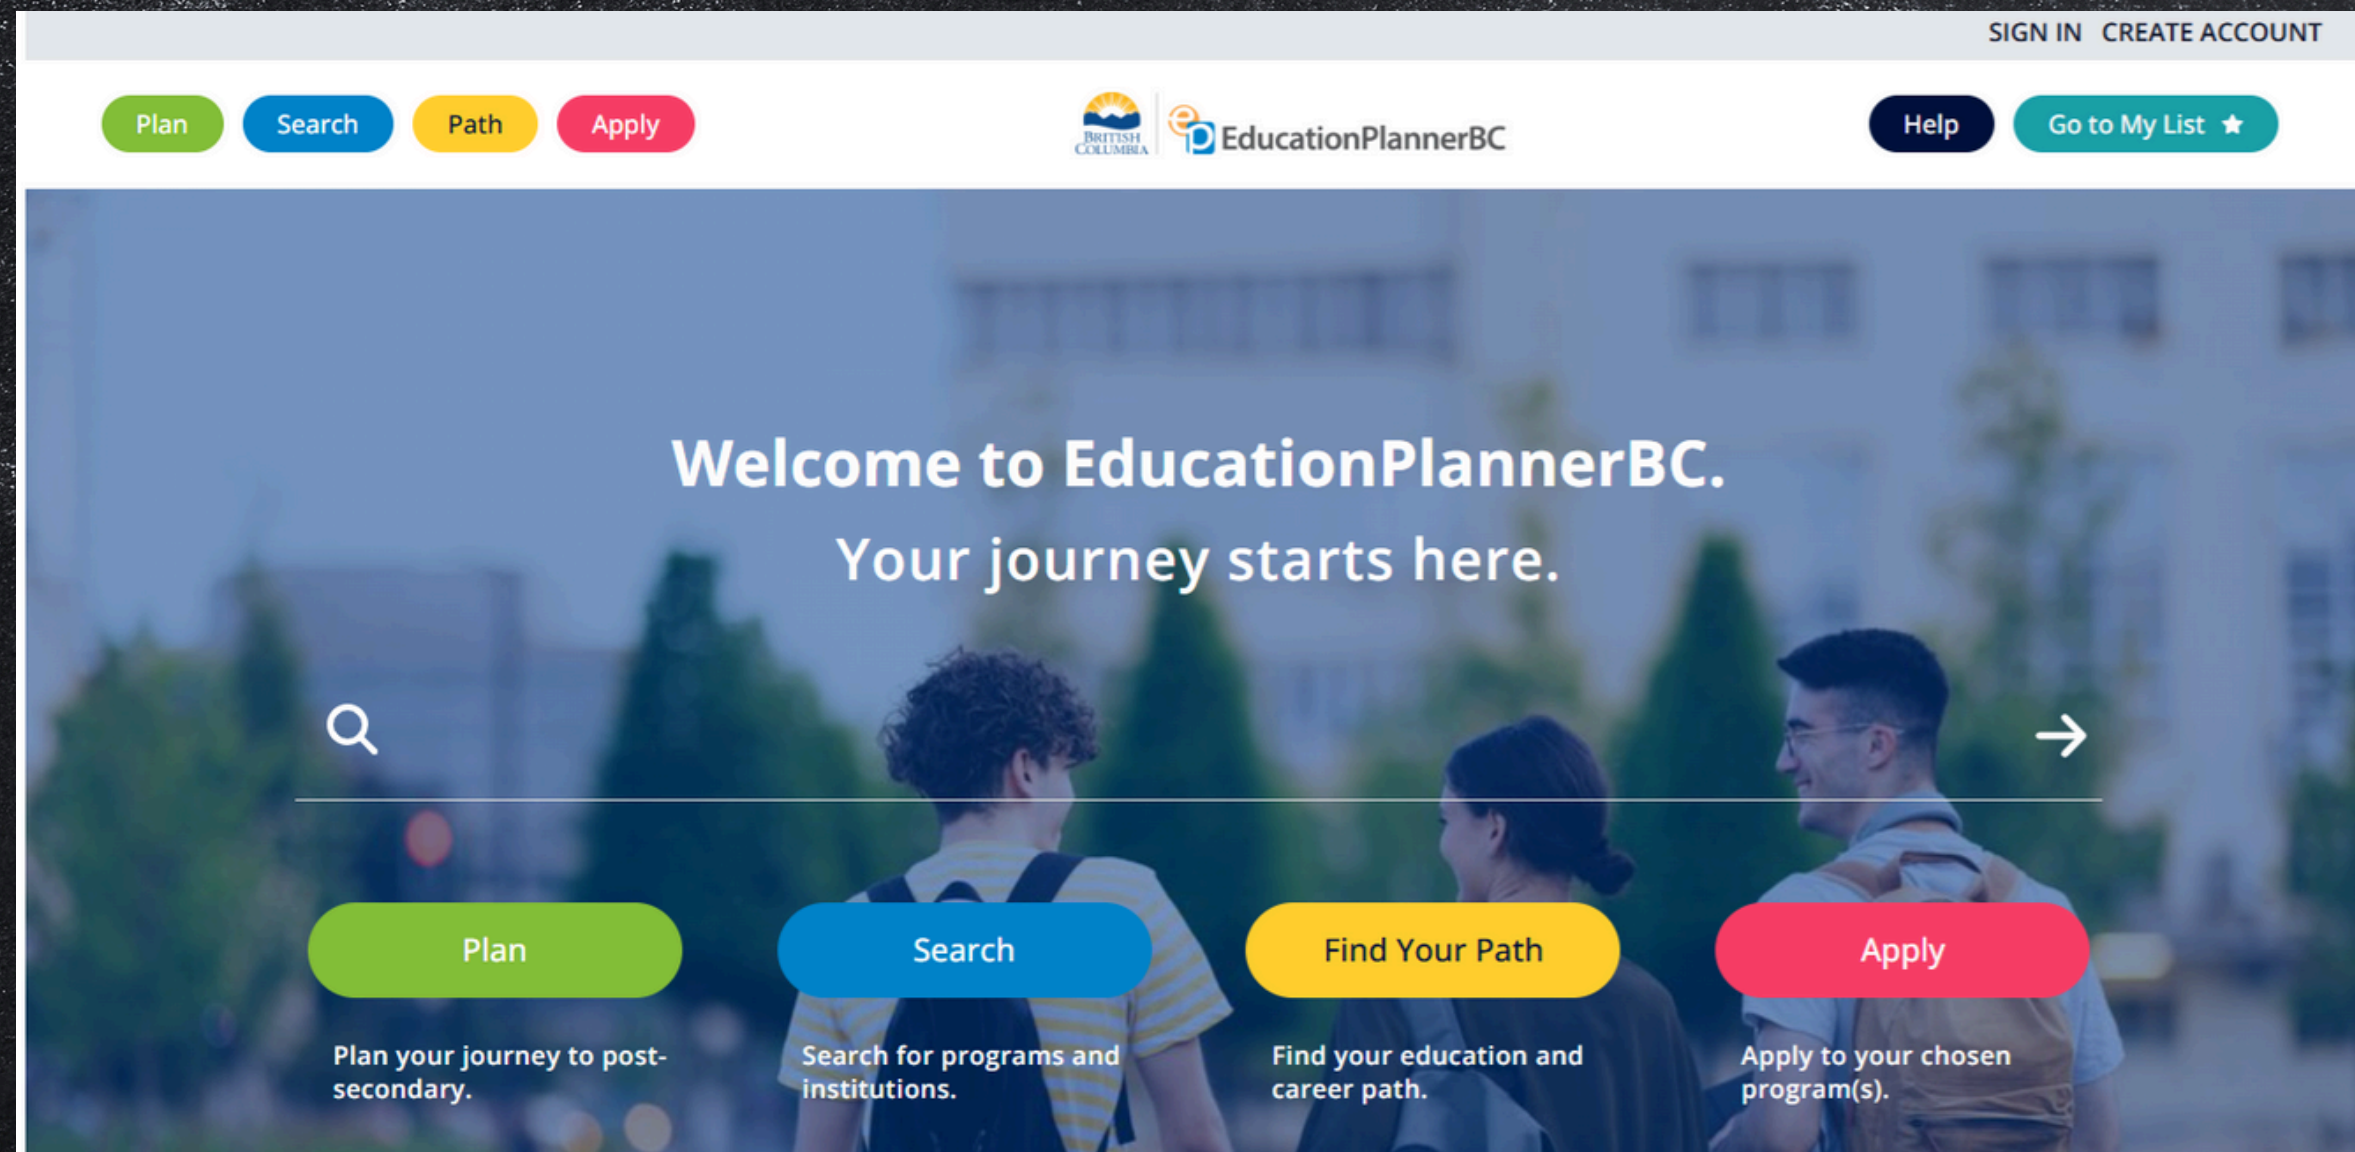 SIGN IN CREATE ACCOUNT
Plan Search Path Apply
BRITISH
COLUMBIA
ep EducationPlannerBC
Help Go to My List
Welcome to EducationPlannerBC.
Your journey starts here.
Plan Search Find Your Path Apply
Plan your journey to post-
secondary.
Search for programs and
institutions.
Find your education and
career path.
Apply to your chosen
program(s).